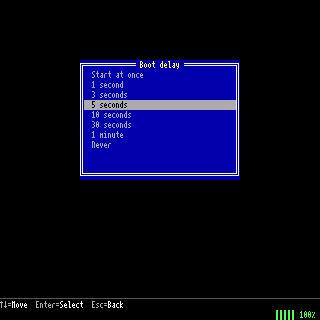 Boot delay
Start at once
1 second
3 seconds
5 seconds
10 seconds
30 seconds
1 minute
Never
↑↓=Move  Enter=Select  Esc=Back
100%